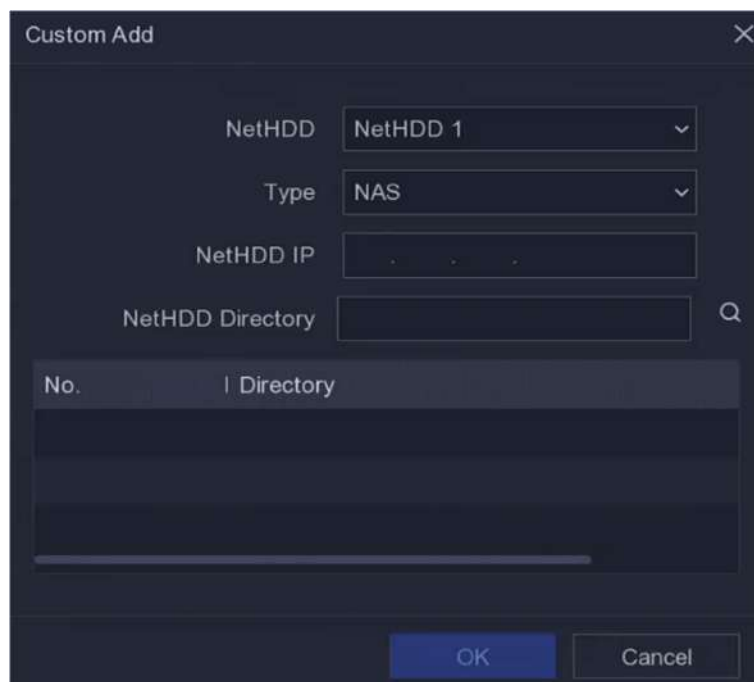 Custom Add
NetHDD NetHDD 1
Type NAS
NetHDD IP . . .
NetHDD Directory
No. Directory
OK Cancel